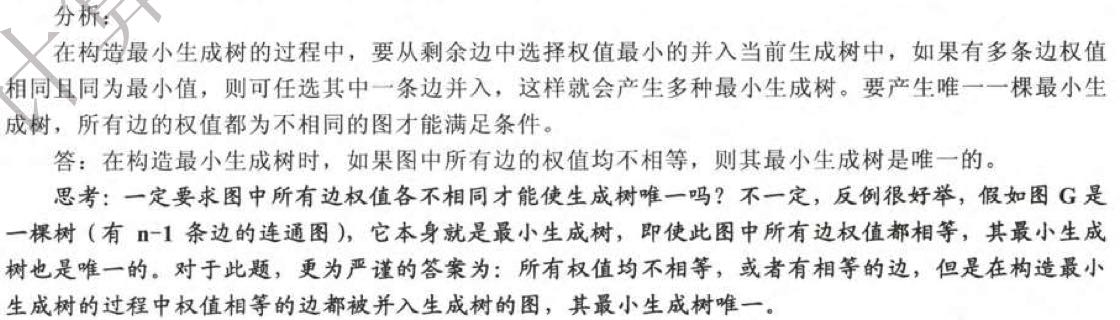 分析：
在构造最小生成树的过程中，要从剩余边中选择权值最小的并入当前生成树中，如果有多条边权值
相同且同为最小值，则可任选其中一条边并入，这样就会产生多种最小生成树。要产生唯一一棵最小生
成树，所有边的权值都为不相同的图才能满足条件。
答：在构造最小生成树时，如果图中所有边的权值均不相等，则其最小生成树是唯一的。
思考：一定要求图中所有边权值各不相同才能使生成树唯一吗？不一定，反例很好举，假如图 G 是
一棵树（有 n-1 条边的连通图），它本身就是最小生成树，即使此图中所有边权值都相等，其最小生成
树也是唯一的。对于此题，更为严谨的答案为：所有权值均不相等，或者有相等的边，但是在构造最小
生成树的过程中权值相等的边都被并入生成树的图，其最小生成树唯一。